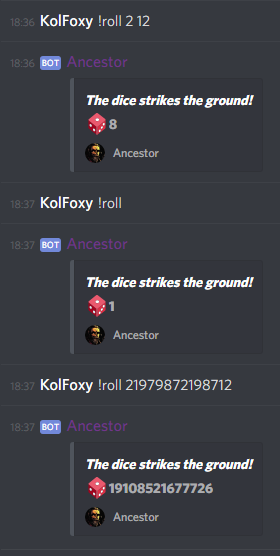 18:36 KolFoxy !roll 2 12
18:36 BOT Ancestor
The dice strikes the ground!
8
Ancestor
18:37 KolFoxy !roll
18:37 BOT Ancestor
The dice strikes the ground!
1
Ancestor
18:37 KolFoxy !roll 21979872198712
18:37 BOT Ancestor
The dice strikes the ground!
19108521677726
Ancestor